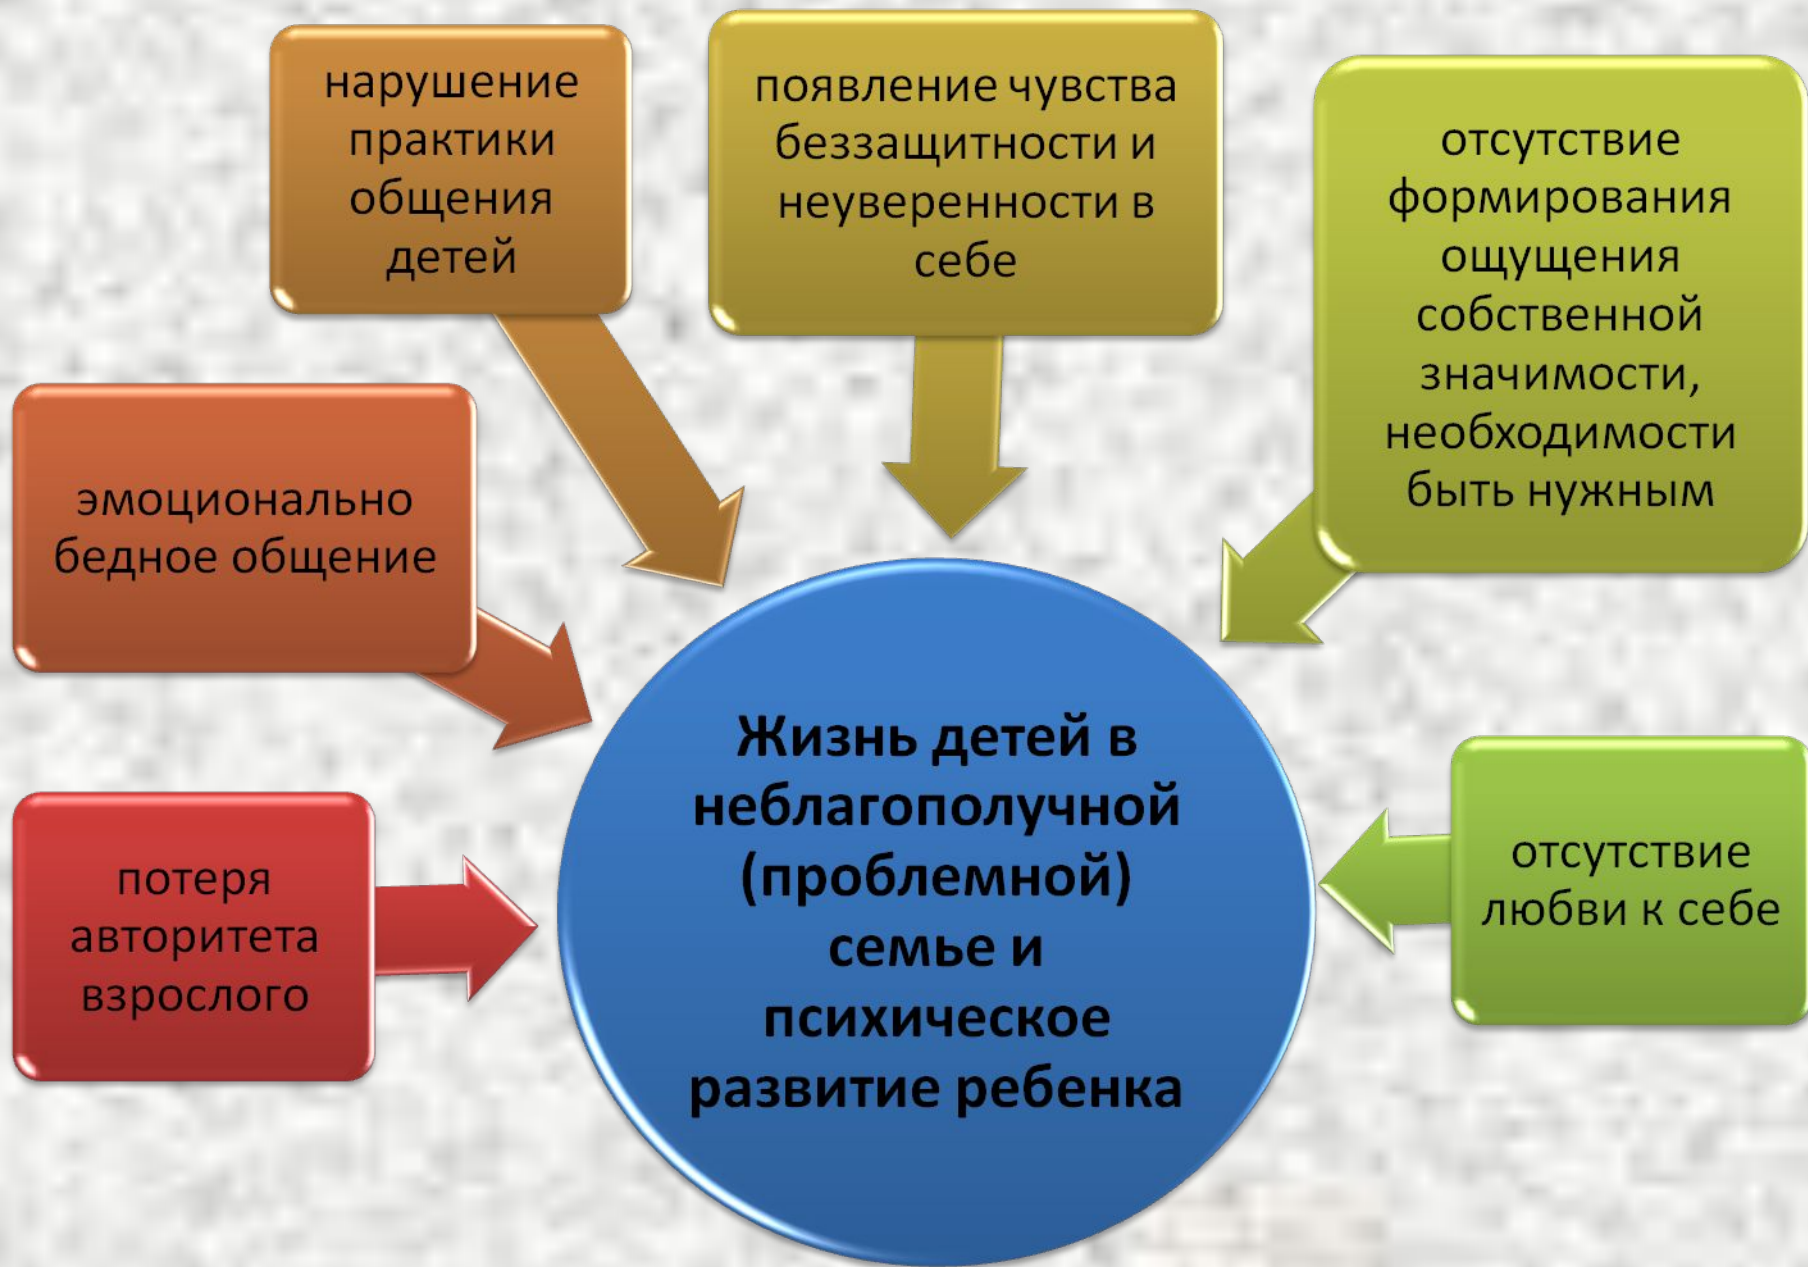 нарушение
практики
общения
детей
появление чувства
беззащитности и
неуверенности в
себе
отсутствие
формирования
ощущения
собственной
значимости,
необходимости
быть нужным
эмоционально
бедное общение
потеря
авторитета
взрослого
Жизнь детей в
неблагополучной
(проблемной)
семье и
психическое
развитие ребенка
отсутствие
любви к себе